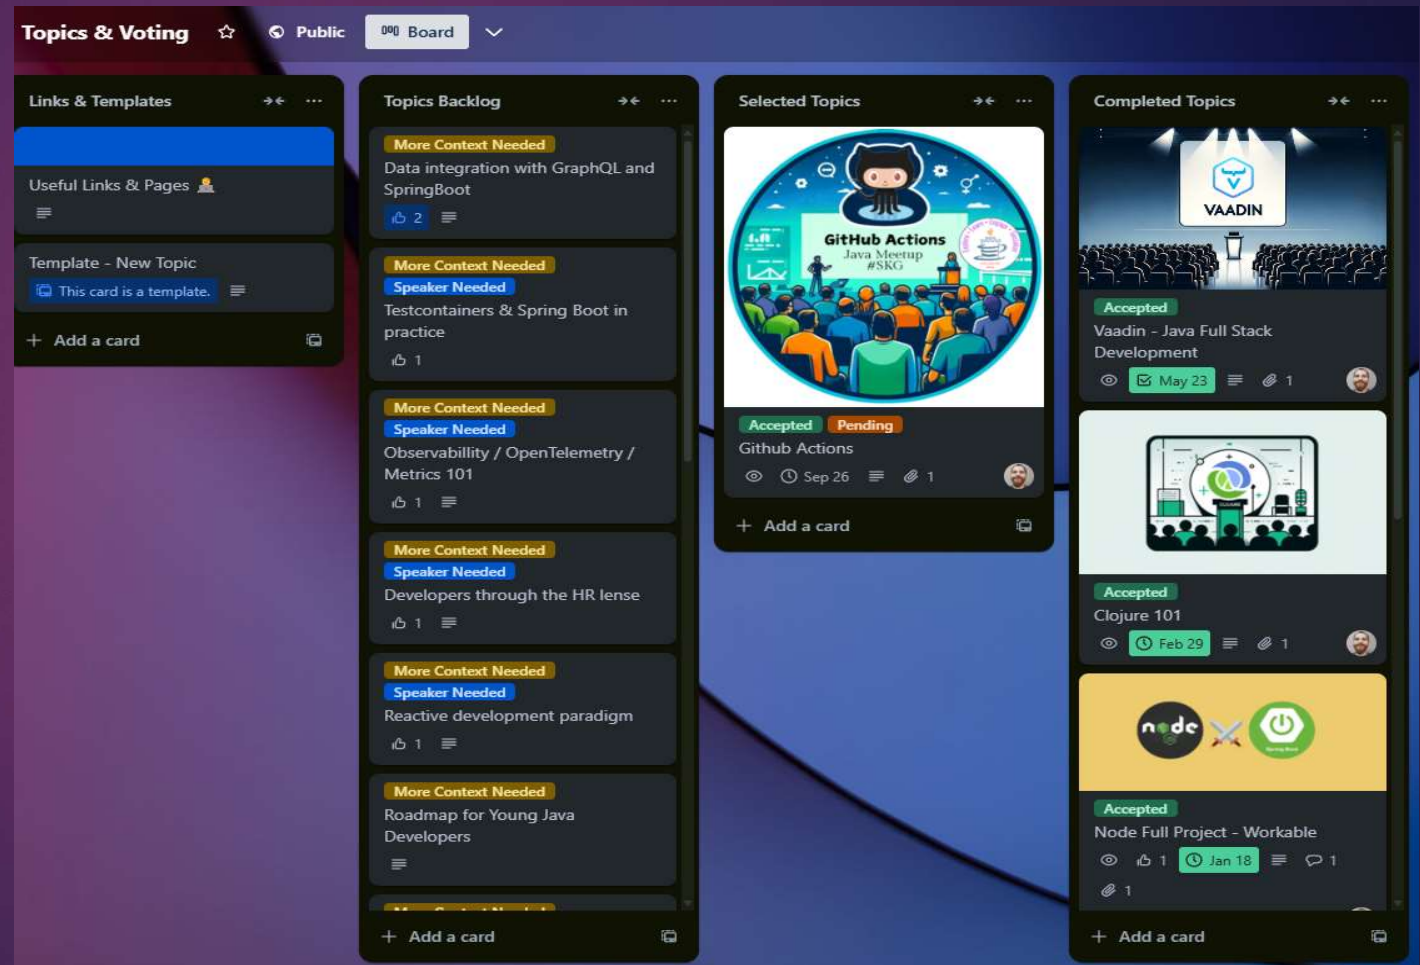 Topics & Voting
Public
Board
Links & Templates
Useful Links & Pages
Template - New Topic
This card is a template.
+ Add a card
Topics Backlog
More Context Needed
Data integration with GraphQL and
SpringBoot
2
More Context Needed
Speaker Needed
Testcontainers & Spring Boot in
practice
1
More Context Needed
Speaker Needed
Observabillity / OpenTelemetry /
Metrics 101
1
More Context Needed
Speaker Needed
Developers through the HR lense
1
More Context Needed
Speaker Needed
Reactive development paradigm
1
More Context Needed
Roadmap for Young Java
Developers
+ Add a card
Selected Topics
GitHub Actions
Java Meetup
#SKG
Accepted Pending
Github Actions
Sep 26 1
+ Add a card
Completed Topics
VAADIN
Accepted
Vaadin - Java Full Stack
Development
May 23 1
Accepted
Clojure 101
Feb 29 1
node
Accepted
Node Full Project - Workable
1 Jan 18 1
1
+ Add a card